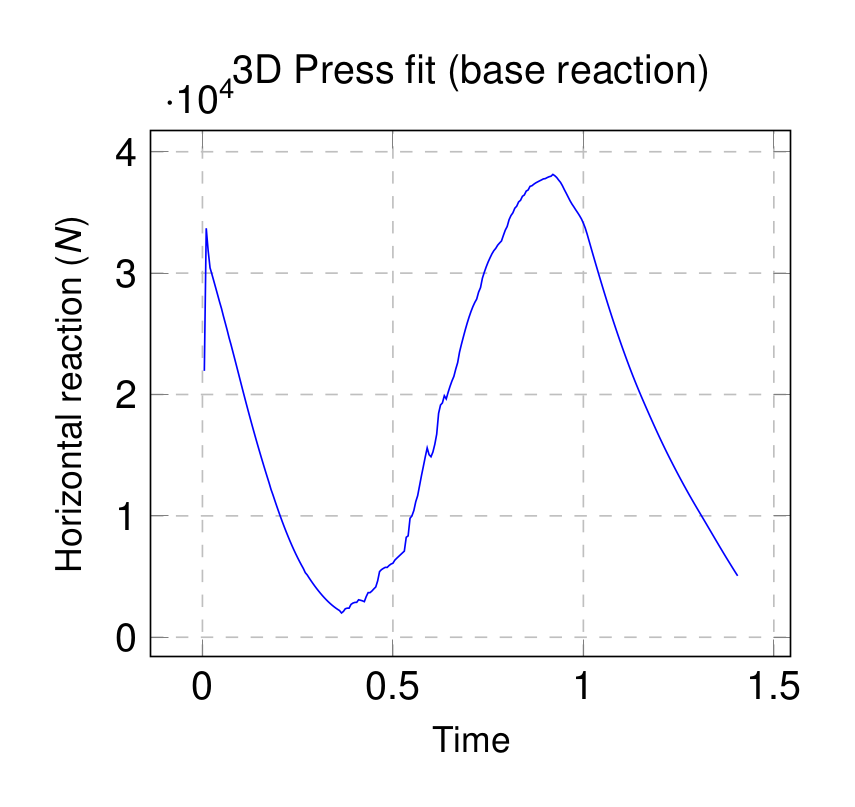 3D Press fit (base reaction)
·10⁴
4
3
2
1
0
Horizontal reaction (N)
0 0.5 1 1.5
Time